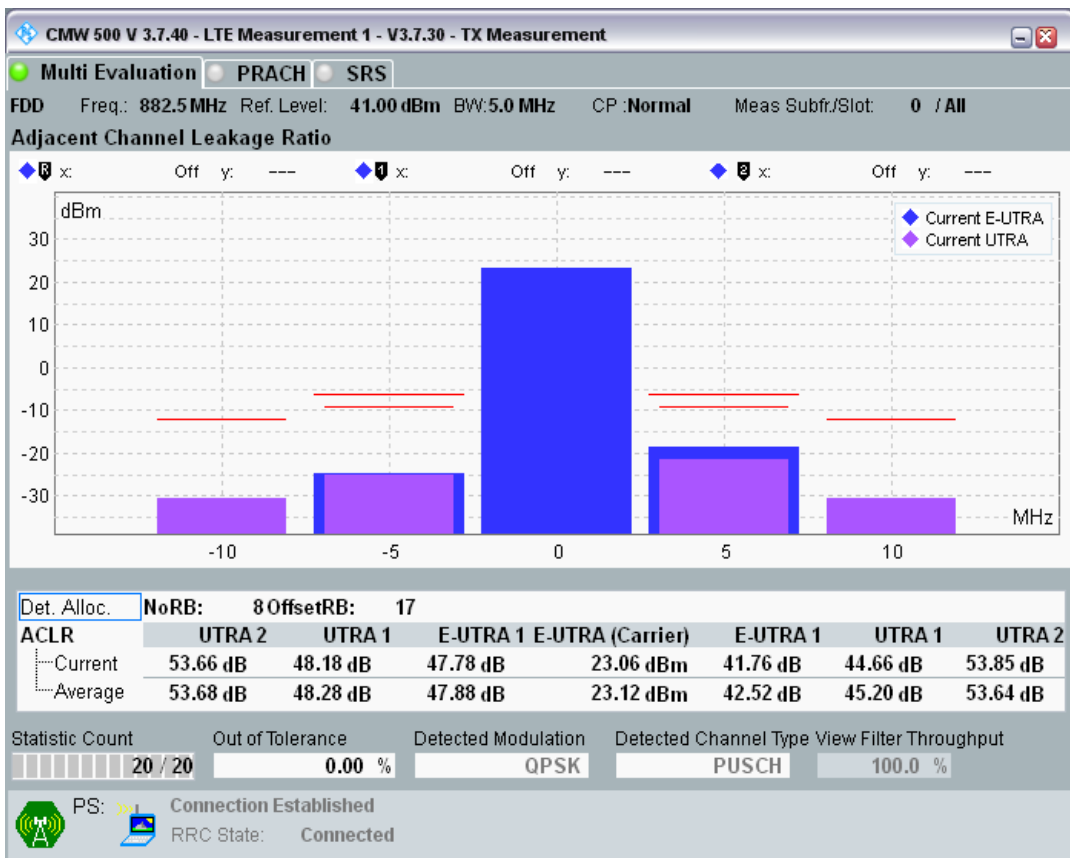 CMW 500 V 3.7.40 - LTE Measurement 1 - V3.7.30 - TX Measurement
Multi Evaluation PRACH SRS
FDD Freq.: 882.5 MHz Ref. Level: 41.00 dBm BW:5.0 MHz CP :Normal Meas Subfr./Slot: 0 / All
Adjacent Channel Leakage Ratio
R x: Off y: --- 1 x: Off y: --- 2 x: Off y: ---
dBm
Current E-UTRA
Current UTRA
30
20
10
0
-10
-20
-30
MHz
-10 -5 0 5 10
Det. Alloc. NoRB: 8 OffsetRB: 17
ACLR UTRA 2 UTRA 1 E-UTRA 1 E-UTRA (Carrier) E-UTRA 1 UTRA 1 UTRA 2
Current 53.66 dB 48.18 dB 47.78 dB 23.06 dBm 41.76 dB 44.66 dB 53.85 dB
Average 53.68 dB 48.28 dB 47.88 dB 23.12 dBm 42.52 dB 45.20 dB 53.64 dB
Statistic Count Out of Tolerance Detected Modulation Detected Channel Type View Filter Throughput
20 / 20 0.00 % QPSK PUSCH 100.0 %
PS: Connection Established
RRC State: Connected